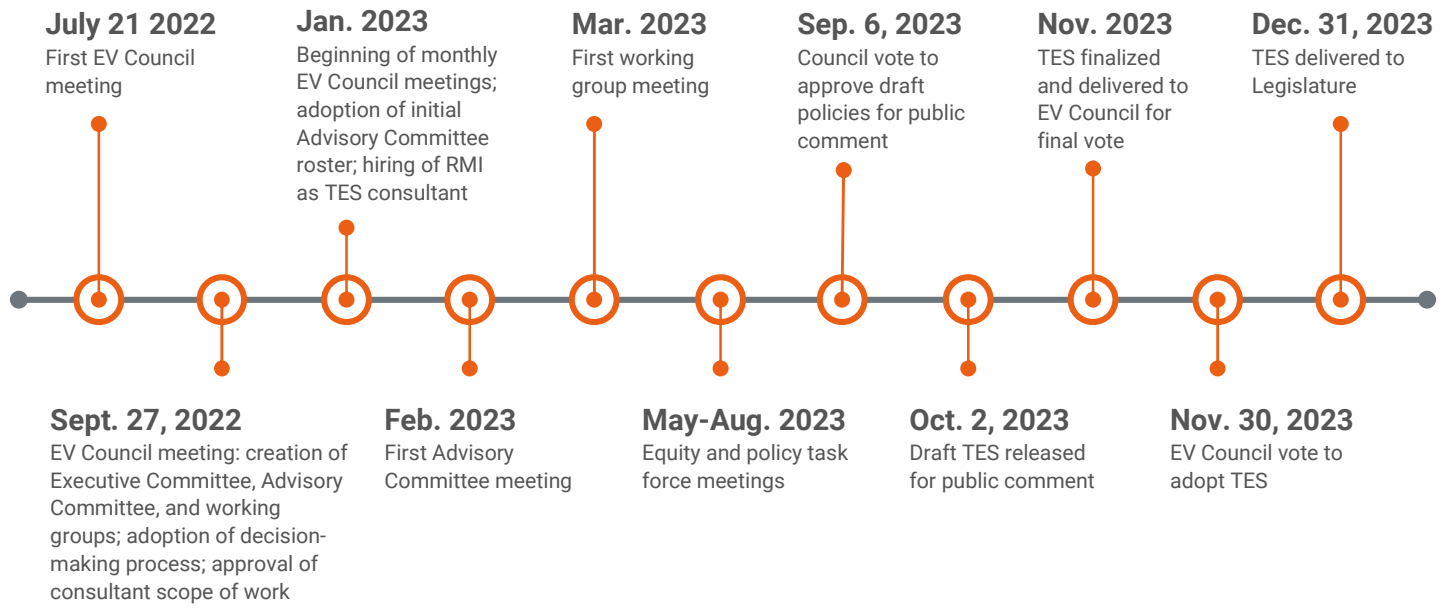 July 21 2022
First EV Council
meeting
Jan. 2023
Beginning of monthly
EV Council meetings;
adoption of initial
Advisory Committee
roster; hiring of RMI
as TES consultant
Mar. 2023
First working
group meeting
Sep. 6, 2023
Council vote to
approve draft
policies for public
comment
Nov. 2023
TES finalized
and delivered to
EV Council for
final vote
Dec. 31, 2023
TES delivered to
Legislature
Sept. 27, 2022
EV Council meeting: creation of
Executive Committee, Advisory
Committee, and working
groups; adoption of decision-
making process; approval of
consultant scope of work
Feb. 2023
First Advisory
Committee meeting
May-Aug. 2023
Equity and policy task
force meetings
Oct. 2, 2023
Draft TES released
for public comment
Nov. 30, 2023
EV Council vote to
adopt TES